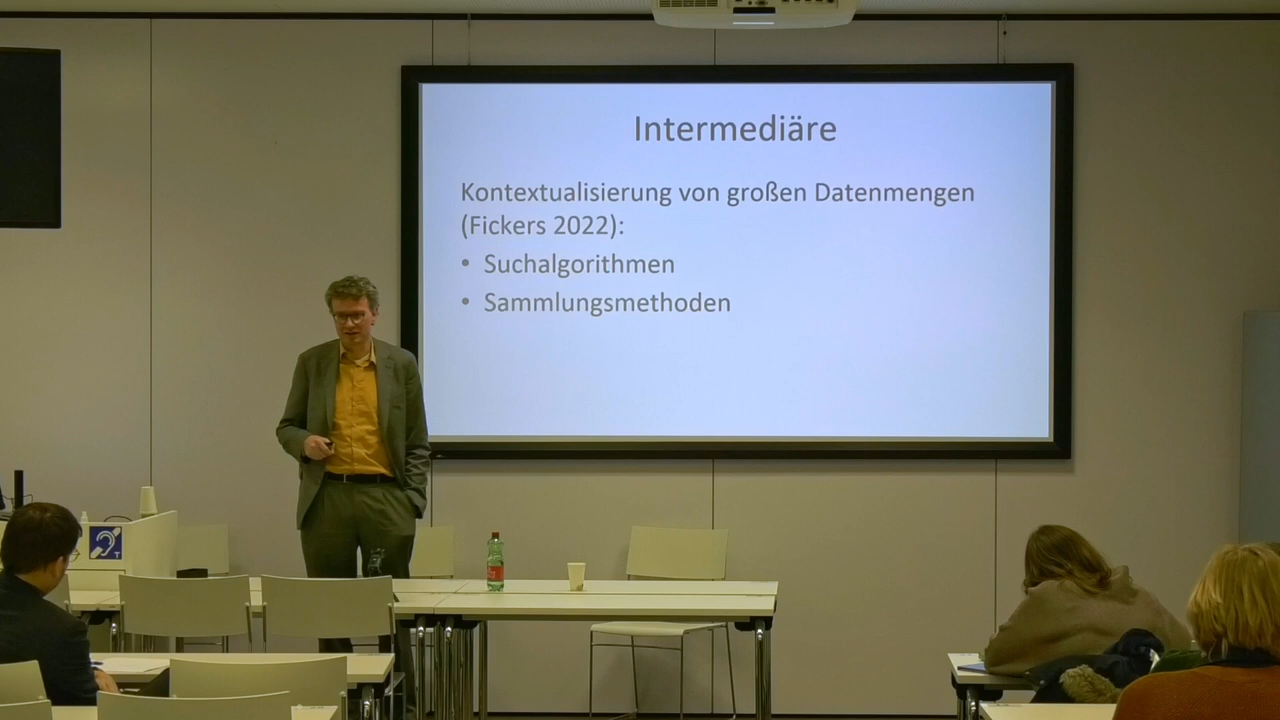 Intermediäre
Kontextualisierung von großen Datenmengen
(Fickers 2022):
• Suchalgorithmen
• Sammlungsmethoden
T